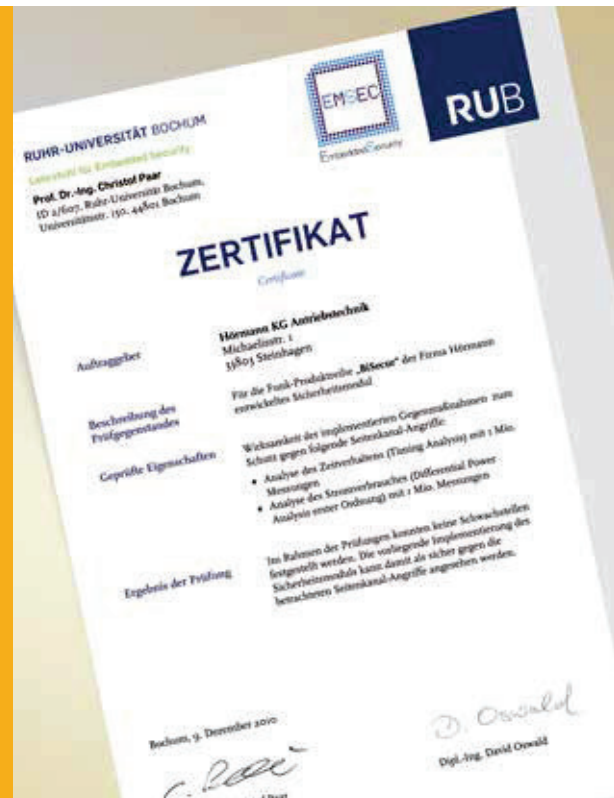 RUHR-UNIVERSITÄT BOCHUM
Lehrstuhl für Embedded Security
Prof. Dr.-Ing. Christof Paar
ID 2/607, Ruhr-Universität Bochum,
Universitätsstr. 150, 44801 Bochum
EMSEC
EmbeddedSecurity
RUB
ZERTIFIKAT
Certificate
Auftraggeber
Hörmann KG Antriebstechnik
Michaelisstr. 1
33803 Steinhagen
Beschreibung des
Prüfgegenstandes
Für die Funk-Produktreihe „BiSecur“ der Firma Hörmann
entwickeltes Sicherheitsmodul
Geprüfte Eigenschaften
Wirksamkeit der implementierten Gegenmaßnahmen zum
Schutz gegen folgende Seitenkanal-Angriffe:
• Analyse des Zeitverhaltens (Timing Analysis) mit 1 Mio.
Messungen
• Analyse des Stromverbrauches (Differential Power
Analysis erster Ordnung) mit 1 Mio. Messungen
Ergebnis der Prüfung
Im Rahmen der Prüfungen konnten keine Schwachstellen
festgestellt werden. Die vorliegende Implementierung des
Sicherheitsmoduls kann damit als sicher gegen die
betrachteten Seitenkanal-Angriffe angesehen werden.
Bochum, 9. Dezember 2010
D. Oswald
Dipl.-Ing. David Oswald